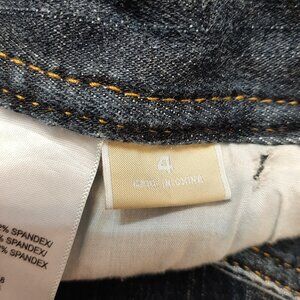 4
MADE IN CHINA
% SPANDEX/
% SPANDEX/
% SPANDEX